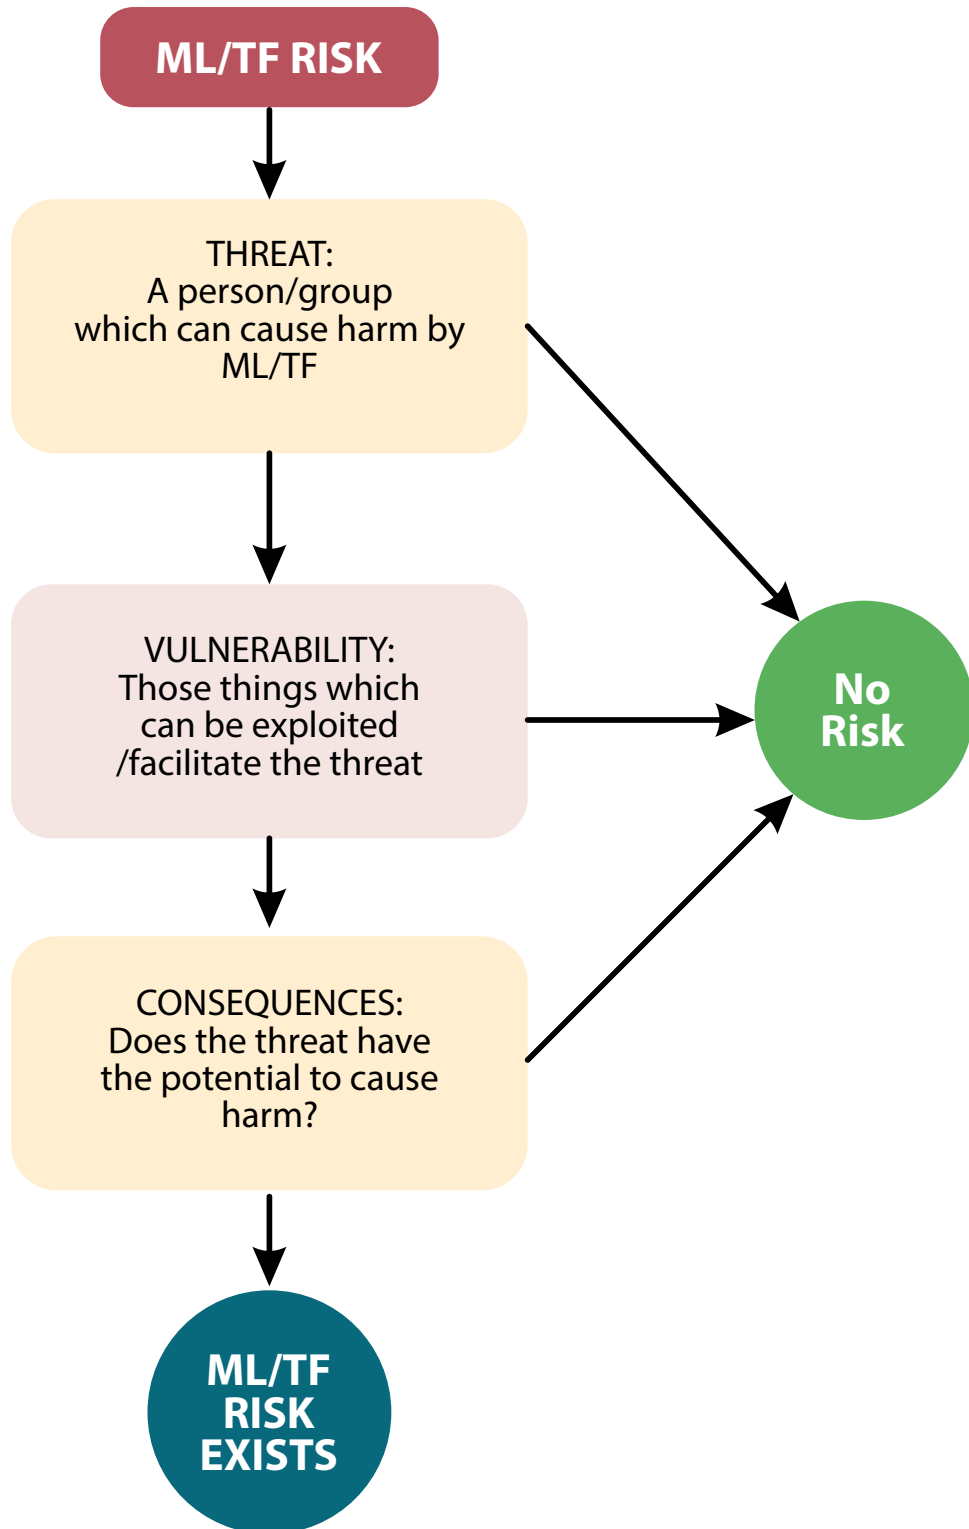 ML/TF RISK
THREAT:
A person/group
which can cause harm by
ML/TF
VULNERABILITY:
Those things which
can be exploited
/facilitate the threat
No
Risk
CONSEQUENCES:
Does the threat have
the potential to cause
harm?
ML/TF
RISK
EXISTS